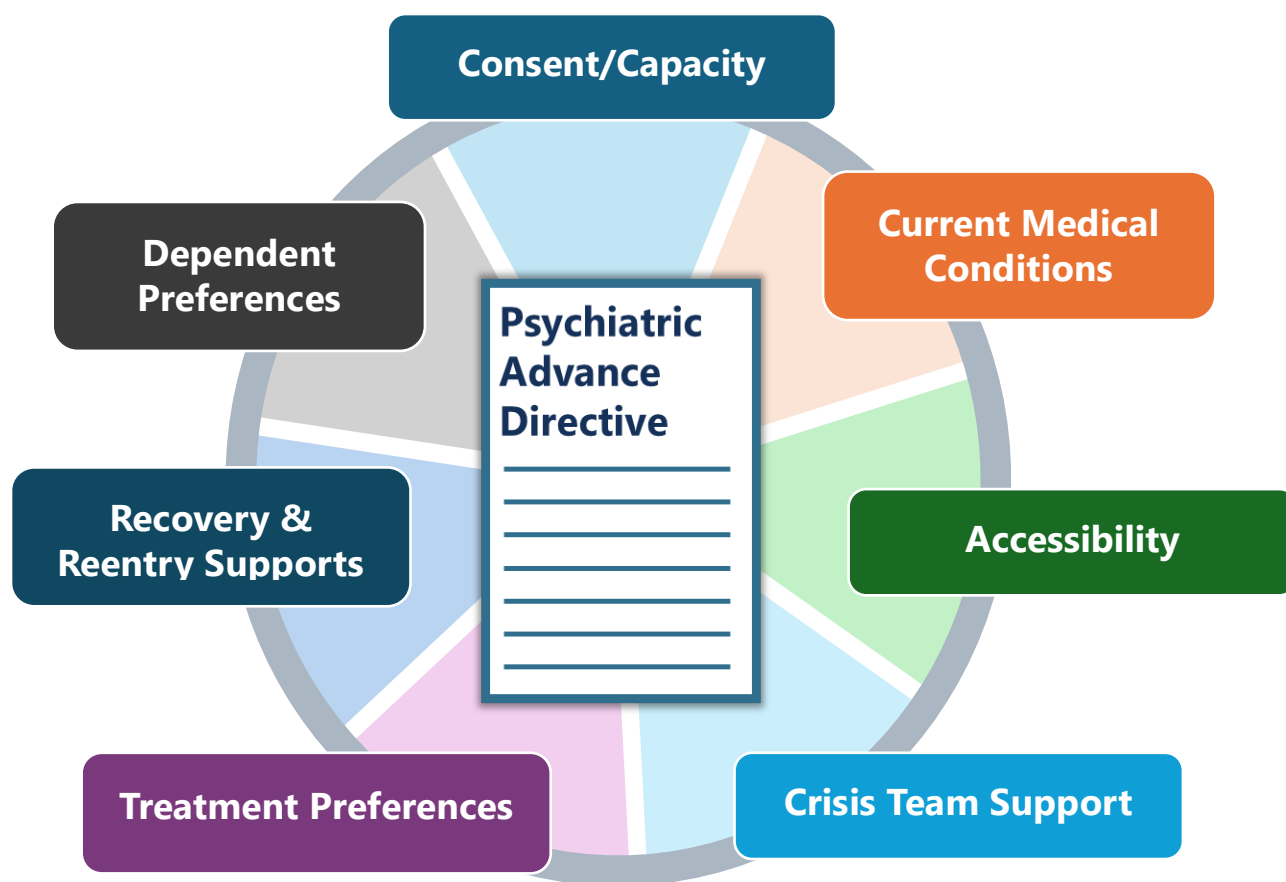 Consent/Capacity
Current Medical
Conditions
Accessibility
Crisis Team Support
Treatment Preferences
Recovery &
Reentry Supports
Dependent
Preferences
Psychiatric
Advance
Directive